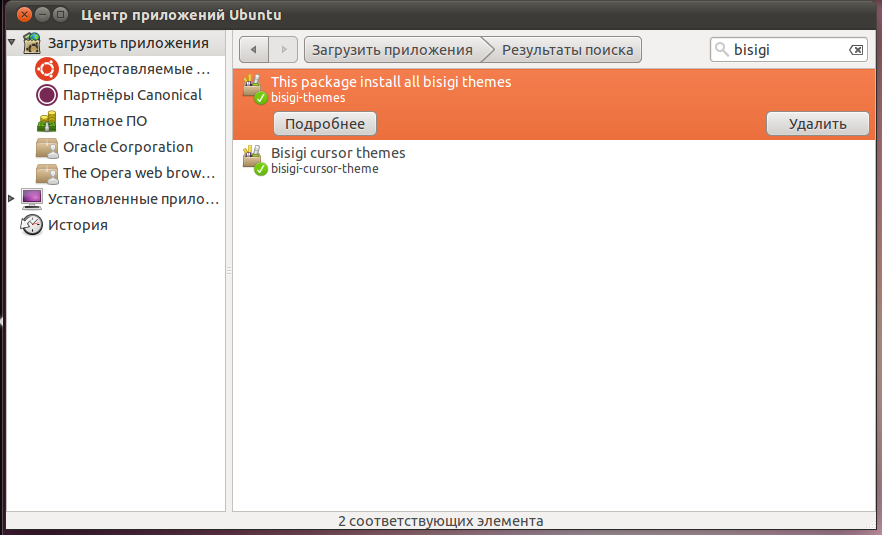 Центр приложений Ubuntu
Загрузить приложения
Предоставляемые ...
Партнёры Canonical
Платное ПО
Oracle Corporation
The Opera web brow...
Установленные прило...
История
Загрузить приложения
Результаты поиска
bisigi
This package install all bisigi themes
bisigi-themes
Подробнее
Удалить
Bisigi cursor themes
bisigi-cursor-theme
2 соответствующих элемента